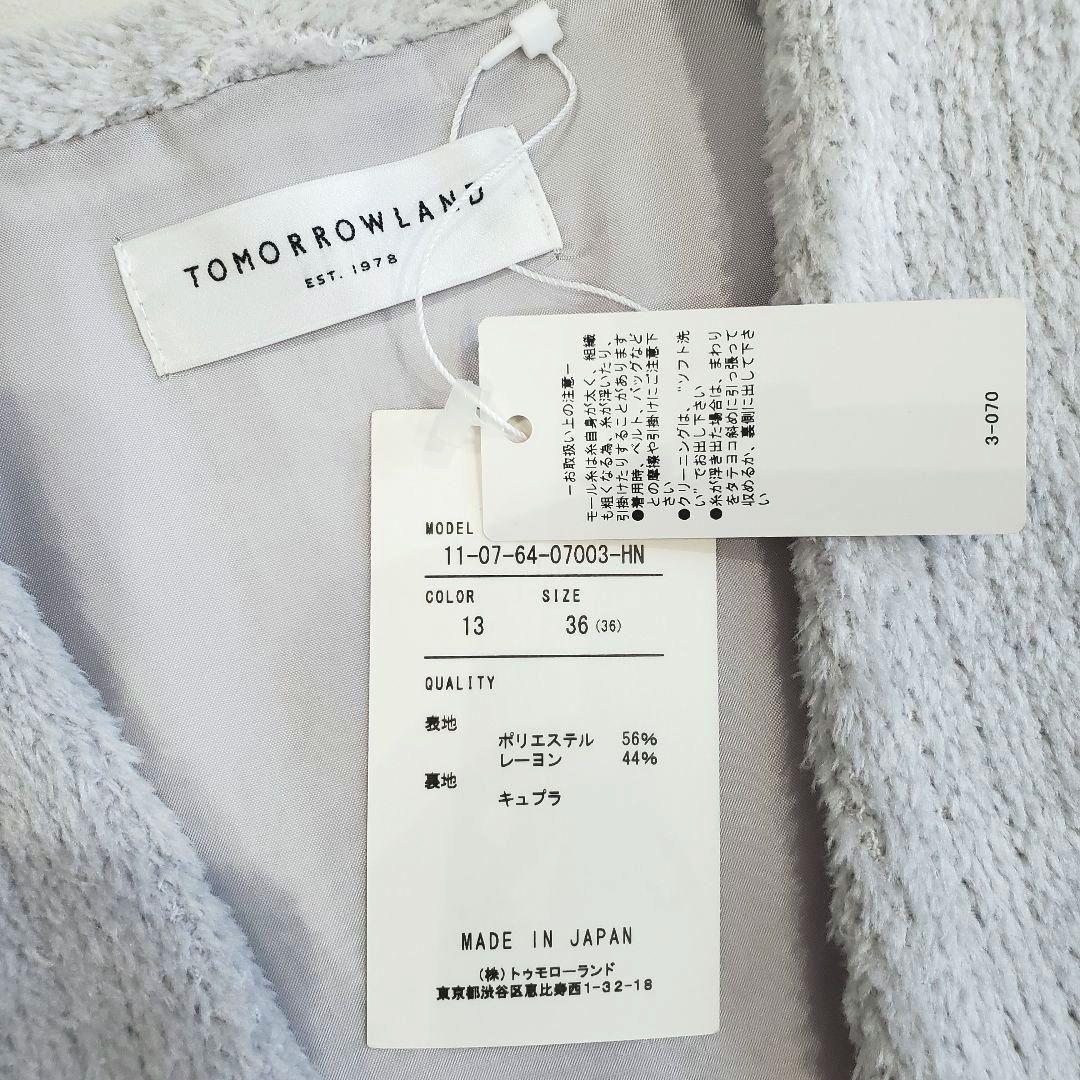 TOMORROWLAND
EST. 1978
−お取扱い上の注意−
モール糸は糸自身が太く、組織
も粗くなる為、糸が浮いたり、
引掛けたりすることがあります
●着用時、ベルト、バッグなど
との摩擦や引掛けにご注意下
さい
●クリーニングは、"ソフト洗
い"でお出し下さい
●糸が浮き出た場合は、まわり
をタテヨコ斜めに引っ張って
収めるか、裏側に出して下さ
い
3-070
MODEL
11-07-64-07003-HN
COLOR SIZE
13 36 (36)
QUALITY
表地
ポリエステル 56%
レーヨン 44%
裏地
キュプラ
MADE IN JAPAN
(株)トゥモローランド
東京都渋谷区恵比寿西1-32-18